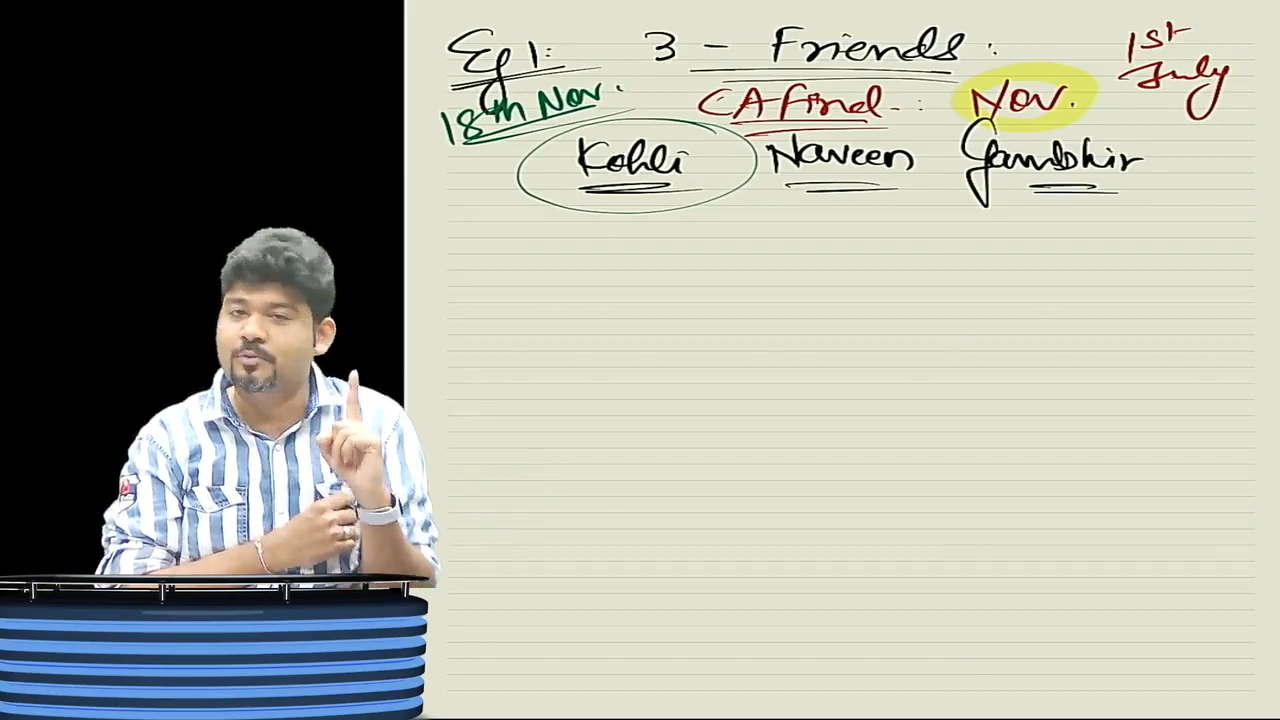 Eg 1: 3 - Friends:
1st July
18th Nov. CA final: Nov.
Kohli Naveen Gambhir